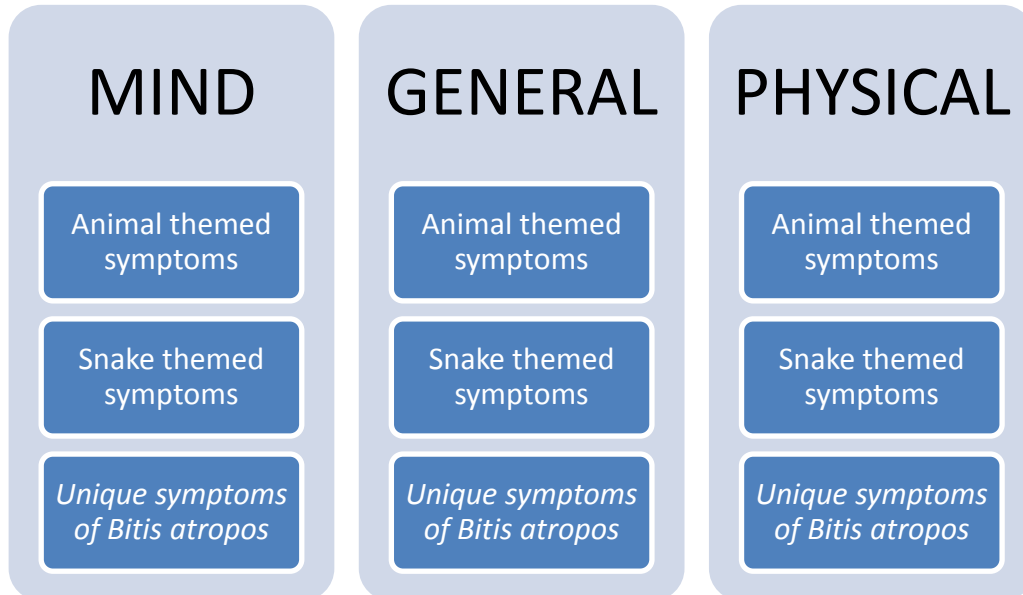 MIND
Animal themed
symptoms
Snake themed
symptoms
Unique symptoms
of Bitis atropos
GENERAL
Animal themed
symptoms
Snake themed
symptoms
Unique symptoms
of Bitis atropos
PHYSICAL
Animal themed
symptoms
Snake themed
symptoms
Unique symptoms
of Bitis atropos